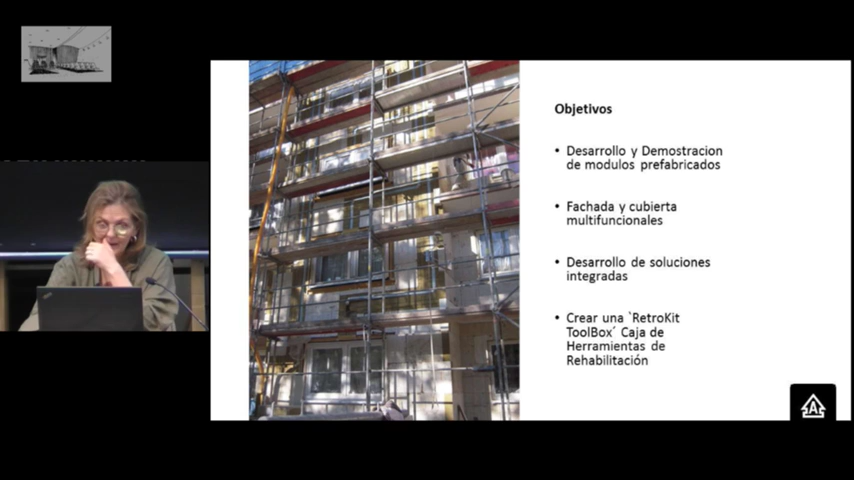 Objetivos
• Desarrollo y Demostracion
de modulos prefabricados
• Fachada y cubierta
multifuncionales
• Desarrollo de soluciones
integradas
• Crear una `RetroKit
ToolBox´ Caja de
Herramientas de
Rehabilitación
A